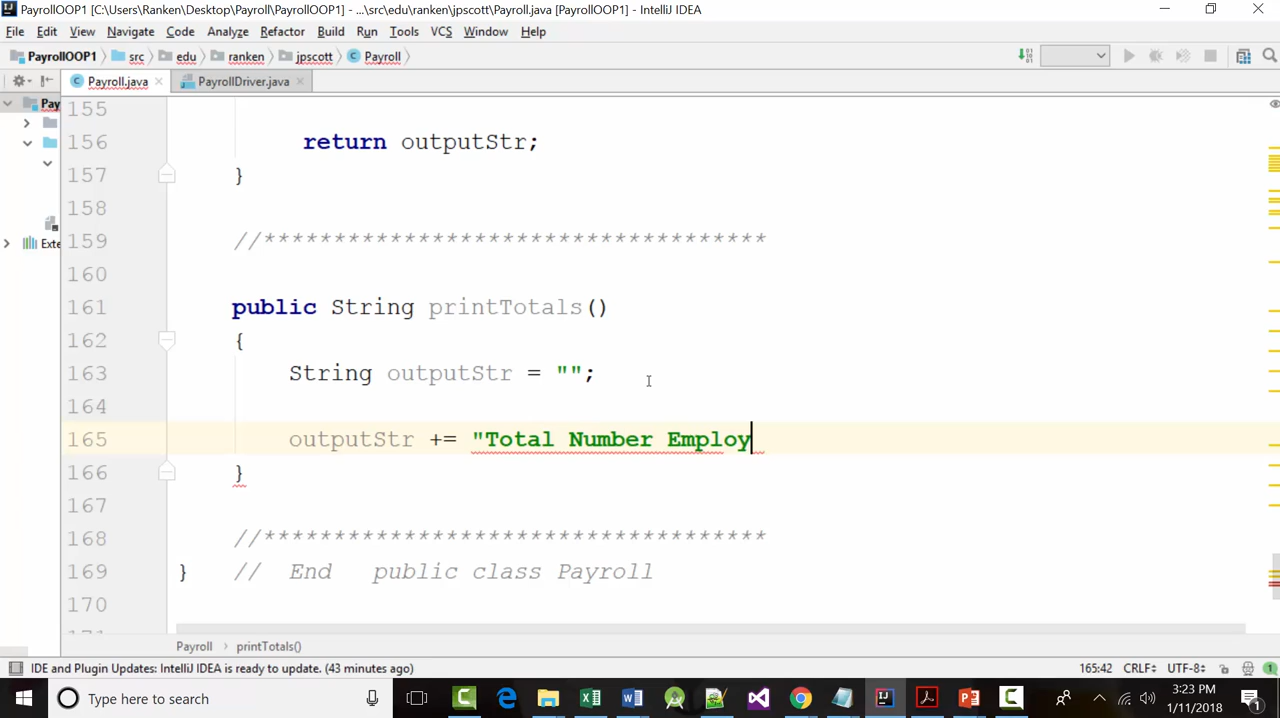 PayrollOOP1 [C:\Users\Ranken\Desktop\Payroll\PayrollOOP1] - ...\src\edu\ranken\jpscott\Payroll.java [PayrollOOP1] - IntelliJ IDEA
File Edit View Navigate Code Analyze Refactor Build Run Tools VCS Window Help
PayrollOOP1 src edu ranken jpscott Payroll
Payroll.java PayrollDriver.java
Pay
Exte
155
156 return outputStr;
157 }
158
159 //************************************
160
161 public String printTotals()
162 {
163 String outputStr = "";
164
165 outputStr += "Total Number Employ
166 }
167
168 //************************************
169 } // End public class Payroll
170
Payroll printTotals()
IDE and Plugin Updates: IntelliJ IDEA is ready to update. (43 minutes ago) 165:42 CRLF UTF-8 1
Type here to search
3:23 PM
1/11/2018